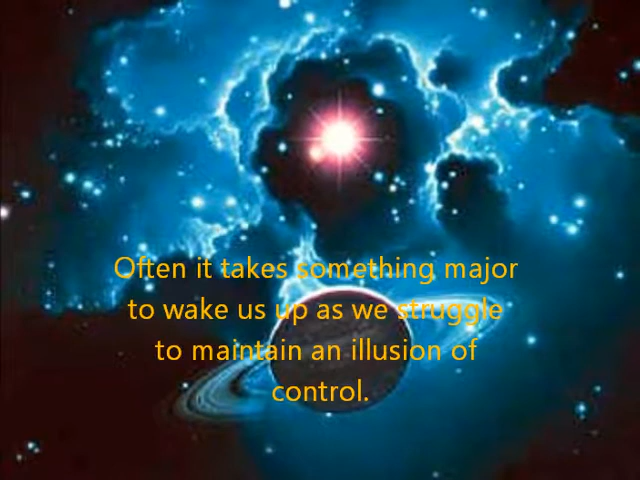 Often it takes something major
to wake us up as we struggle
to maintain an illusion of
control.